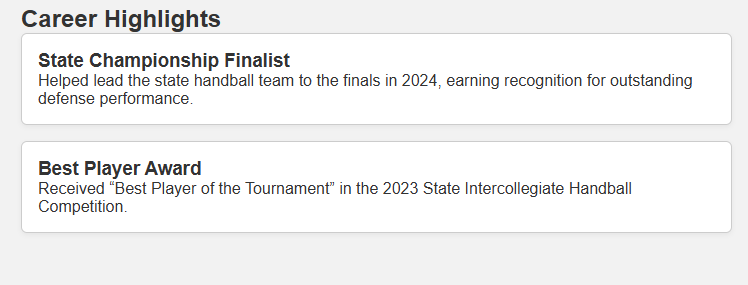 Career Highlights
State Championship Finalist
Helped lead the state handball team to the finals in 2024, earning recognition for outstanding
defense performance.
Best Player Award
Received “Best Player of the Tournament” in the 2023 State Intercollegiate Handball
Competition.